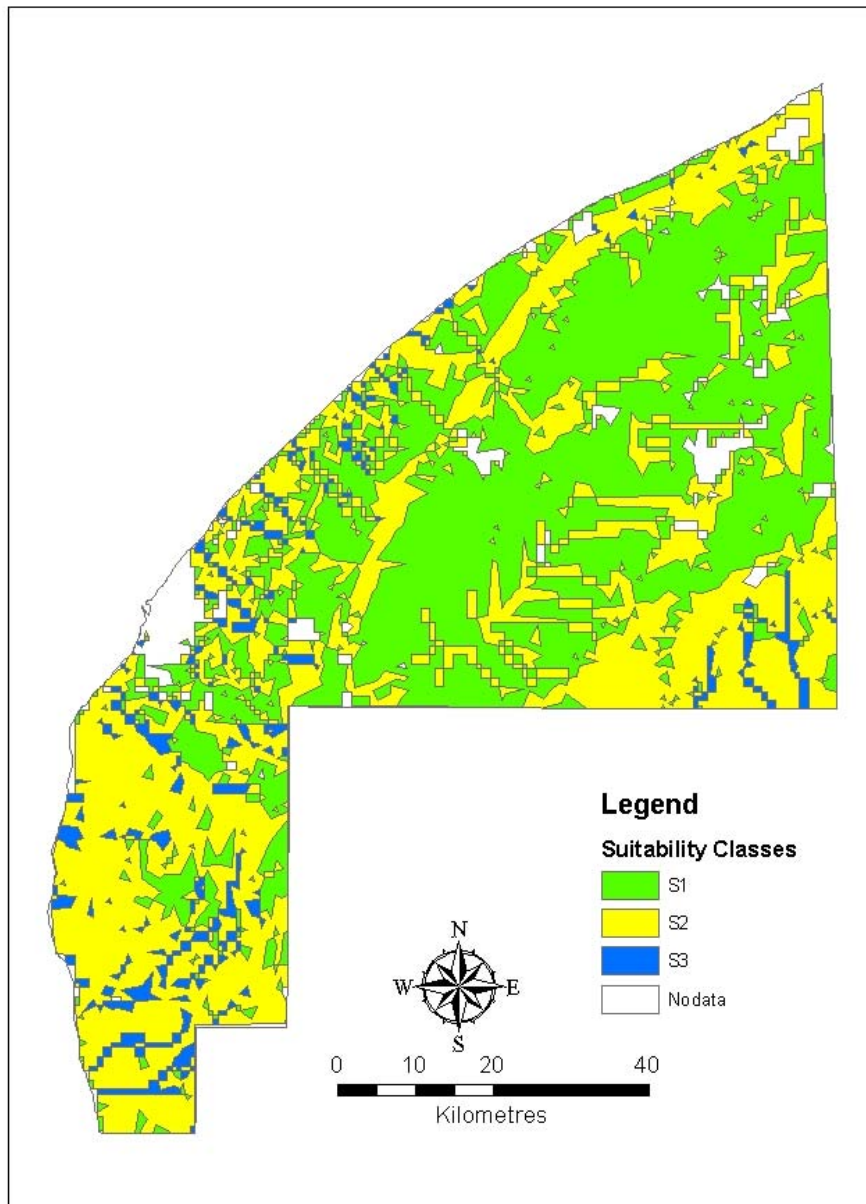 Legend
Suitability Classes
S1
S2
S3
Nodata
N
W E
S
0 10 20 40
Kilometres